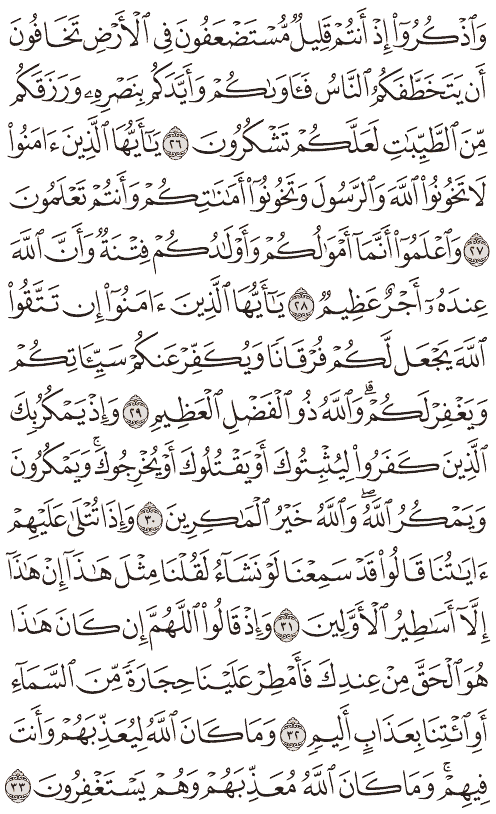 وَٱذْكُرُوٓا۟ إِذْ أَنتُمْ قَلِيلٌ مُّسْتَضْعَفُونَ فِى ٱلْأَرْضِ تَخَافُونَ
أَن يَتَخَطَّفَكُمُ ٱلنَّاسُ فَـَٔاوَىٰكُمْ وَأَيَّدَكُم بِنَصْرِهِۦ وَرَزَقَكُم
مِّنَ ٱلطَّيِّبَـٰتِ لَعَلَّكُمْ تَشْكُرُونَ ٢٦ يَـٰٓأَيُّهَا ٱلَّذِينَ ءَامَنُوا۟
لَا تَخُونُوا۟ ٱللَّهَ وَٱلرَّسُولَ وَتَخُونُوٓا۟ أَمَـٰنَـٰتِكُمْ وَأَنتُمْ تَعْلَمُونَ
٢٧ وَٱعْلَمُوٓا۟ أَنَّمَآ أَمْوَٰلُكُمْ وَأَوْلَـٰدُكُمْ فِتْنَةٌ وَأَنَّ ٱللَّهَ
عِندَهُۥٓ أَجْرٌ عَظِيمٌ ٢٨ يَـٰٓأَيُّهَا ٱلَّذِينَ ءَامَنُوٓا۟ إِن تَتَّقُوا۟
ٱللَّهَ يَجْعَل لَّكُمْ فُرْقَانًا وَيُكَفِّرْ عَنكُمْ سَيِّـَٔاتِكُمْ
وَيَغْفِرْ لَكُمْ ۗ وَٱللَّهُ ذُو ٱلْفَضْلِ ٱلْعَظِيمِ ٢٩ وَإِذْ يَمْكُرُ بِكَ
ٱلَّذِينَ كَفَرُوا۟ لِيُثْبِتُوكَ أَوْ يَقْتُلُوكَ أَوْ يُخْرِجُوكَ ۚ وَيَمْكُرُونَ
وَيَمْكُرُ ٱللَّهُ ۖ وَٱللَّهُ خَيْرُ ٱلْمَـٰكِرِينَ ٣٠ وَإِذَا تُتْلَىٰ عَلَيْهِمْ
ءَايَـٰتُنَا قَالُوا۟ قَدْ سَمِعْنَا لَوْ نَشَآءُ لَقُلْنَا مِثْلَ هَـٰذَآ إِنْ هَـٰذَآ
إِلَّآ أَسَـٰطِيرُ ٱلْأَوَّلِينَ ٣١ وَإِذْ قَالُوا۟ ٱللَّهُمَّ إِن كَانَ هَـٰذَا
هُوَ ٱلْحَقَّ مِنْ عِندِكَ فَأَمْطِرْ عَلَيْنَا حِجَارَةً مِّنَ ٱلسَّمَآءِ
أَوِ ٱئْتِنَا بِعَذَابٍ أَلِيمٍ ٣٢ وَمَا كَانَ ٱللَّهُ لِيُعَذِّبَهُمْ وَأَنتَ
فِيهِمْ ۚ وَمَا كَانَ ٱللَّهُ مُعَذِّبَهُمْ وَهُمْ يَسْتَغْفِرُونَ ٣٣